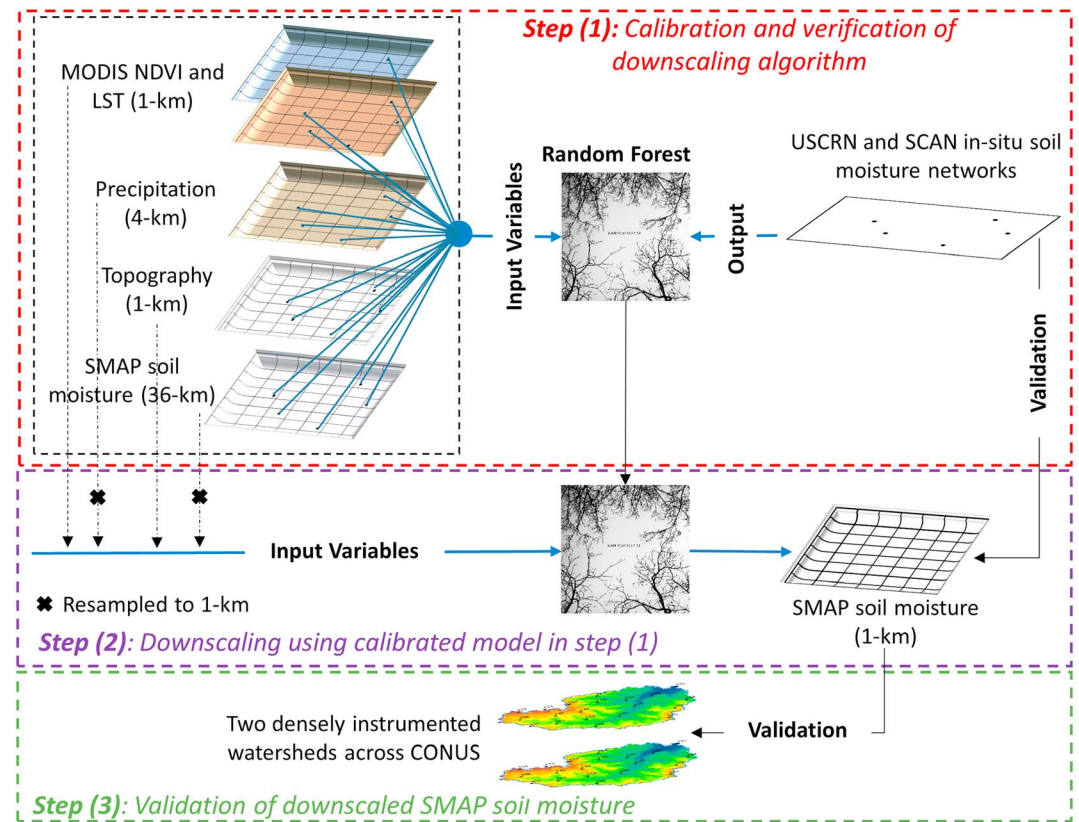 Step (1): Calibration and verification of
downscaling algorithm
MODIS NDVI and
LST (1-km)
Precipitation
(4-km)
Topography
(1-km)
SMAP soil
moisture (36-km)
Input Variables
Random Forest
Output
USCRN and SCAN in-situ soil
moisture networks
Validation
Input Variables
Resampled to 1-km
SMAP soil moisture
(1-km)
Step (2): Downscaling using calibrated model in step (1)
Two densely instrumented
watersheds across CONUS
Validation
Step (3): Validation of downscaled SMAP soil moisture